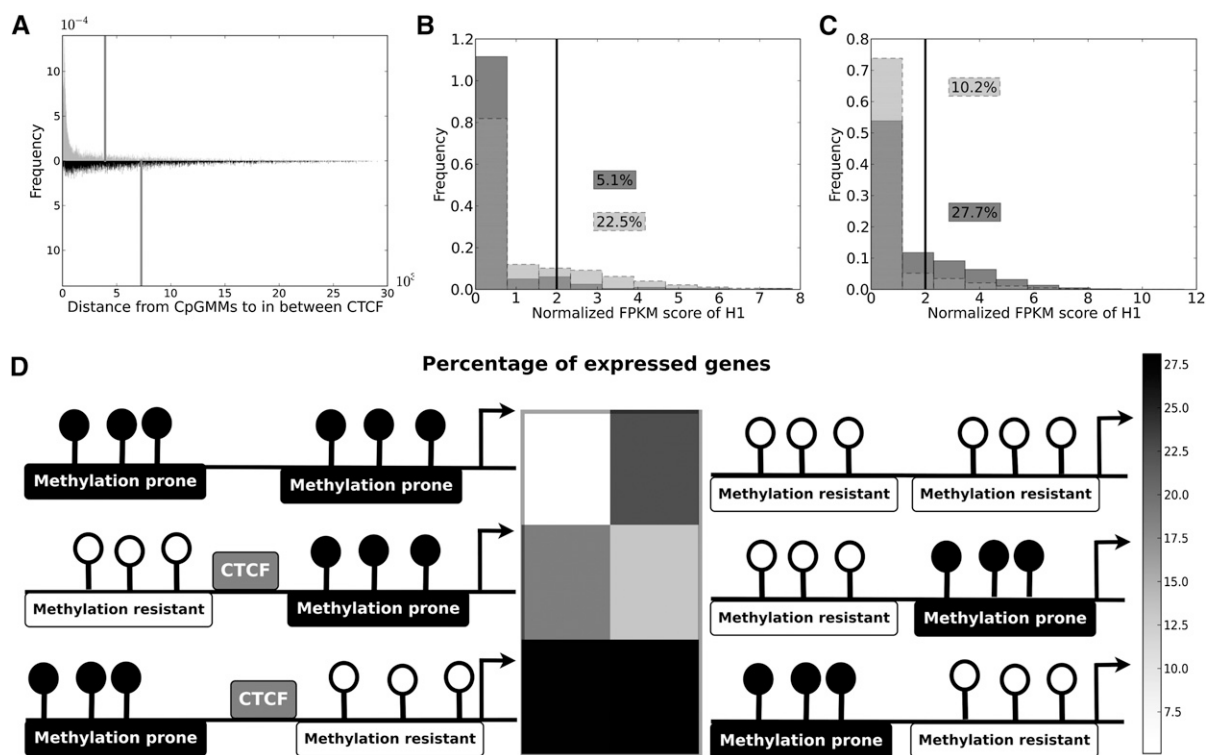 A
10⁻⁴
10
5
0
5
10
Frequency
0 5 10 15 20 25 30
10⁵
Distance from CpGMMs to in between CTCF
B
1.2
1.0
0.8
0.6
0.4
0.2
0.0
Frequency
5.1%
22.5%
0 1 2 3 4 5 6 7 8
Normalized FPKM score of H1
C
0.8
0.7
0.6
0.5
0.4
0.3
0.2
0.1
0.0
Frequency
10.2%
27.7%
0 2 4 6 8 10 12
Normalized FPKM score of H1
D
Percentage of expressed genes
Methylation prone Methylation prone
Methylation resistant Methylation resistant
CTCF
Methylation resistant Methylation prone
Methylation resistant Methylation prone
CTCF
Methylation prone Methylation resistant
Methylation prone Methylation resistant
27.5
25.0
22.5
20.0
17.5
15.0
12.5
10.0
7.5